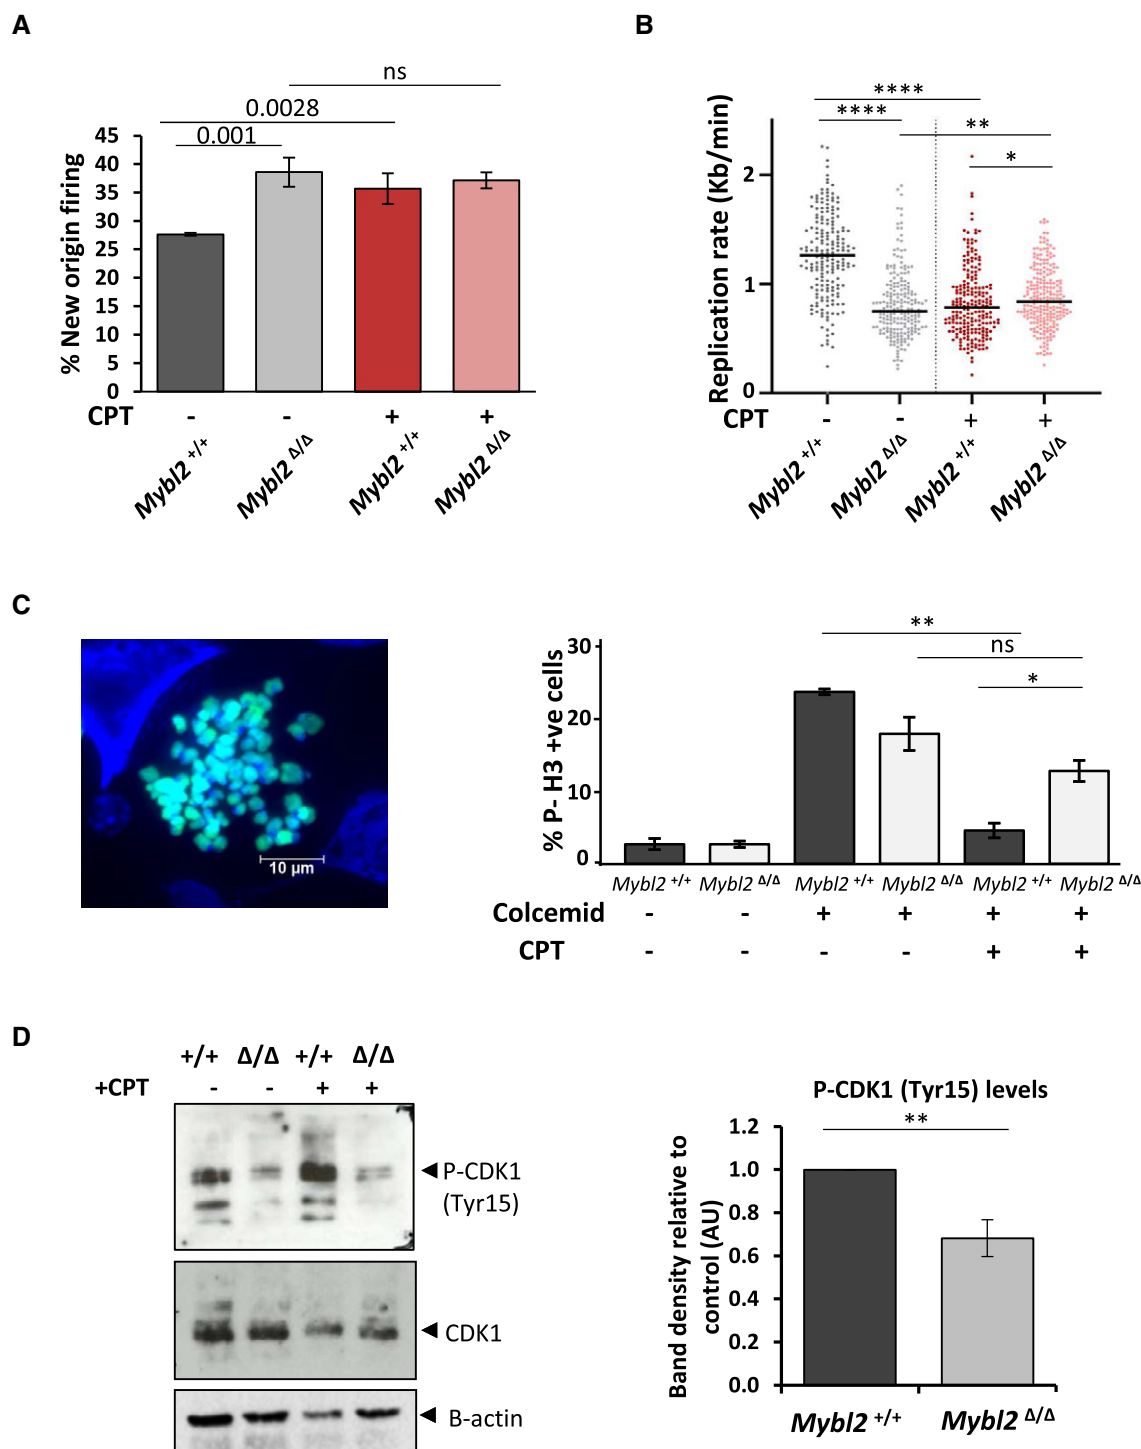 A
ns
0.0028
0.001
% New origin firing
45
40
35
30
25
20
15
10
5
0
CPT - - + +
Mybl2 +/+ Mybl2 Δ/Δ Mybl2 +/+ Mybl2 Δ/Δ
B
****
**** **
*
Replication rate (Kb/min)
2
1
0
CPT - - + +
Mybl2 +/+ Mybl2 Δ/Δ Mybl2 +/+ Mybl2 Δ/Δ
C
10 µm
**
ns
*
% P- H3 +ve cells
30
20
10
0
Mybl2 +/+ Mybl2 Δ/Δ Mybl2 +/+ Mybl2 Δ/Δ Mybl2 +/+ Mybl2 Δ/Δ
Colcemid - - + + + +
CPT - - - - + +
D
+/+ Δ/Δ +/+ Δ/Δ
+CPT - - + +
P-CDK1
(Tyr15)
CDK1
B-actin
P-CDK1 (Tyr15) levels
**
Band density relative to
control (AU)
1.2
1.0
0.8
0.6
0.4
0.2
0.0
Mybl2 +/+ Mybl2 Δ/Δ